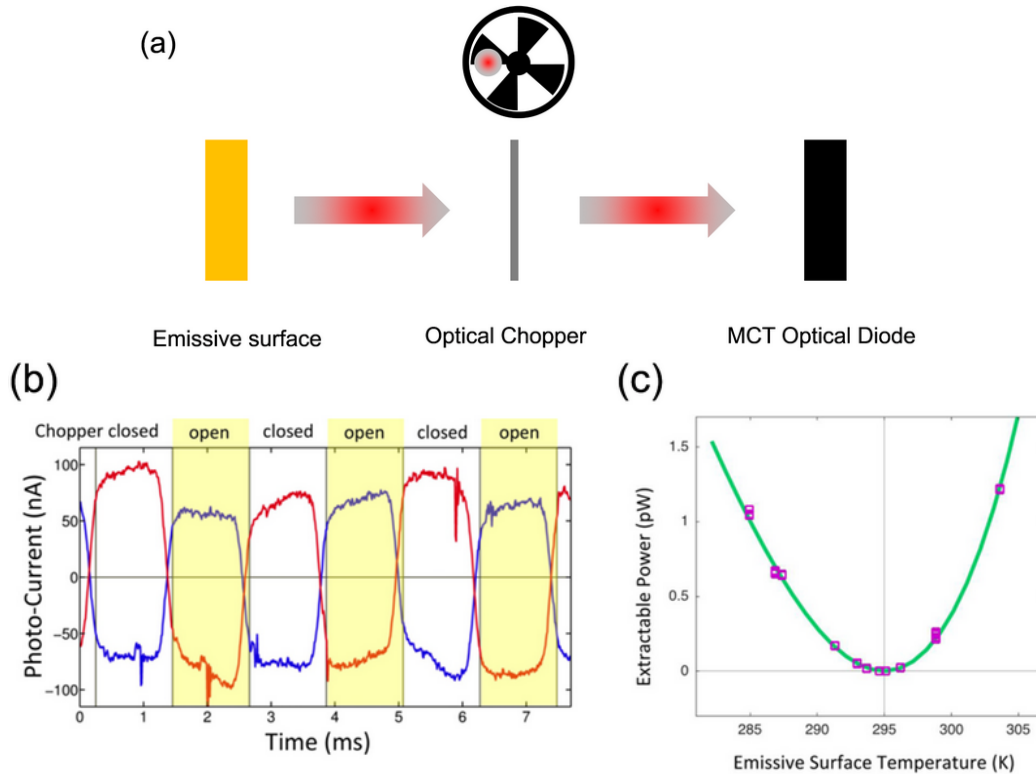 (a)
Emissive surface
Optical Chopper
MCT Optical Diode
(b)
Chopper closed open closed open closed open
Photo-Current (nA)
100
50
0
−50
−100
0 1 2 3 4 5 6 7
Time (ms)
(c)
Extractable Power (pW)
1.5
1
0.5
0
285 290 295 300 305
Emissive Surface Temperature (K)